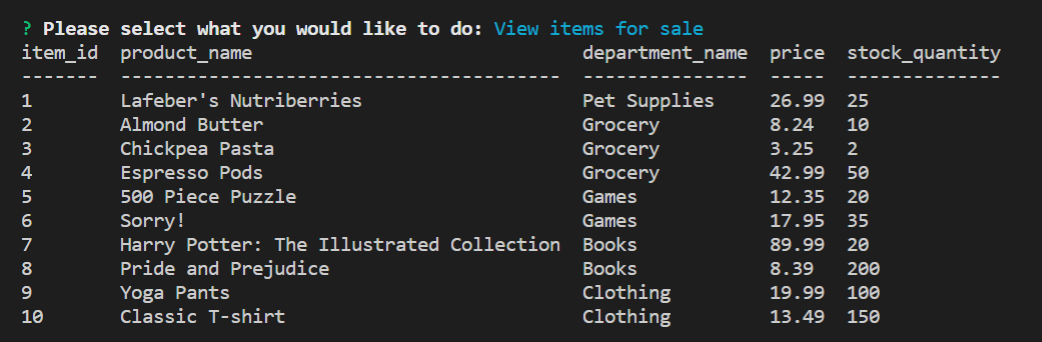 ? Please select what you would like to do: View items for sale
item_id  product_name                              department_name  price  stock_quantity
-------  ----------------------------------------  ---------------  -----  --------------
1        Lafeber's Nutriberries                    Pet Supplies     26.99  25
2        Almond Butter                             Grocery          8.24   10
3        Chickpea Pasta                            Grocery          3.25   2
4        Espresso Pods                             Grocery          42.99  50
5        500 Piece Puzzle                          Games            12.35  20
6        Sorry!                                    Games            17.95  35
7        Harry Potter: The Illustrated Collection  Books            89.99  20
8        Pride and Prejudice                       Books            8.39   200
9        Yoga Pants                                Clothing         19.99  100
10       Classic T-shirt                           Clothing         13.49  150